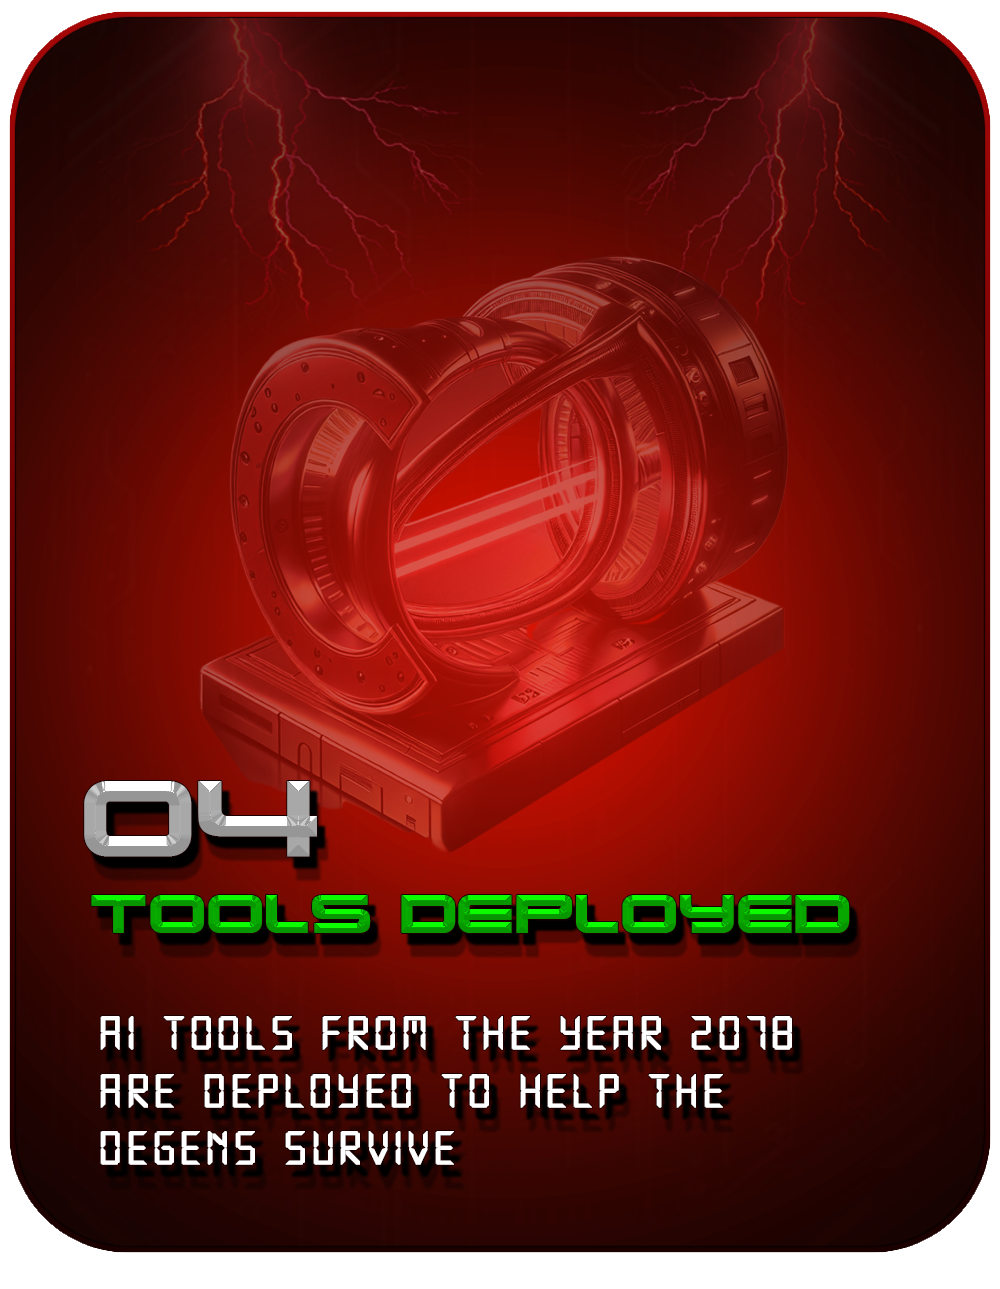 04
TOOLS DEPLOYED
AI TOOLS FROM THE YEAR 2078
ARE DEPLOYED TO HELP THE
DEGENS SURVIVE